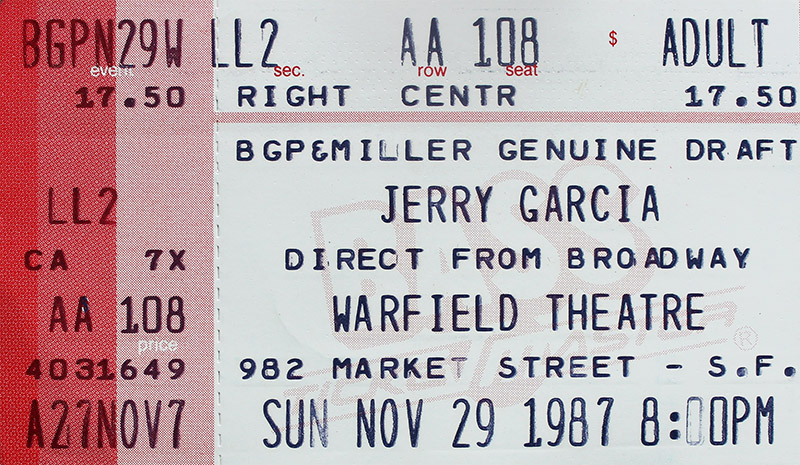 BGPN29W LL2 AA 108 $ ADULT
event sec. row seat
17.50 RIGHT CENTR 17.50
BGP&MILLER GENUINE DRAFT
LL2 JERRY GARCIA
CA 7X DIRECT FROM BROADWAY
AA 108 WARFIELD THEATRE
price
4031649 982 MARKET STREET - S.F.
A27NOV7 SUN NOV 29 1987 8:00PM
BASS
TICKETMASTER ®